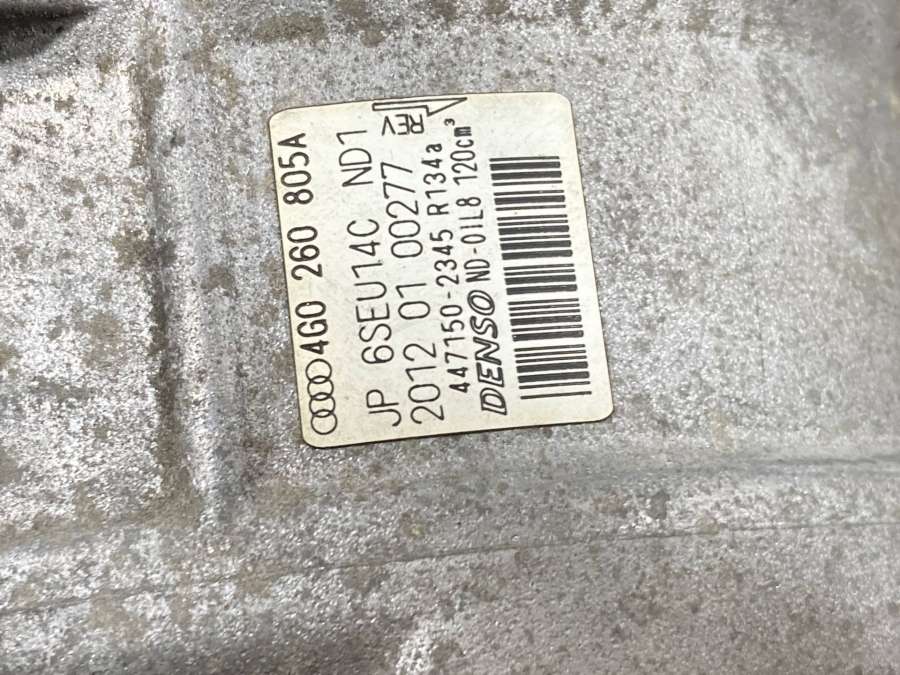 4G0 260 805A
JP 6SEU14C ND1
2012 01 00277 REV
447150-2345 R134a
DENSO ND-OIL8 120cm³